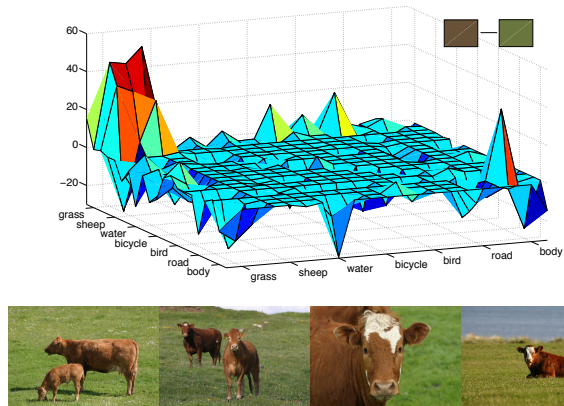 60
40
20
0
−20
grass
sheep
water
bicycle
bird
road
body
grass
sheep
water
bicycle
bird
road
body